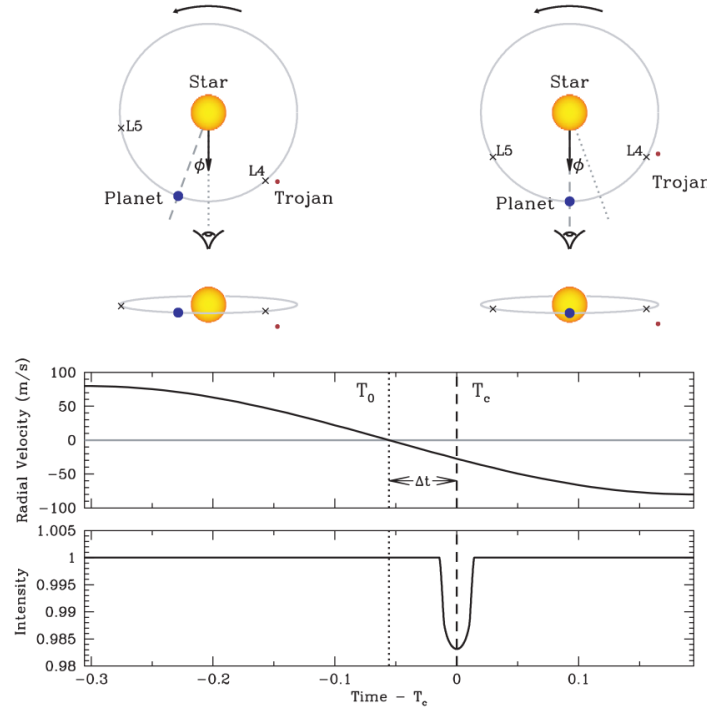 Star
Star
L5
L4
ϕ
Planet
Trojan
L5
L4
ϕ
Planet
Trojan
Radial Velocity (m/s)
100
50
0
−50
−100
T₀
T_c
Δt
Intensity
1.005
1
0.995
0.99
0.985
0.98
−0.3
−0.2
−0.1
0
0.1
Time − T_c